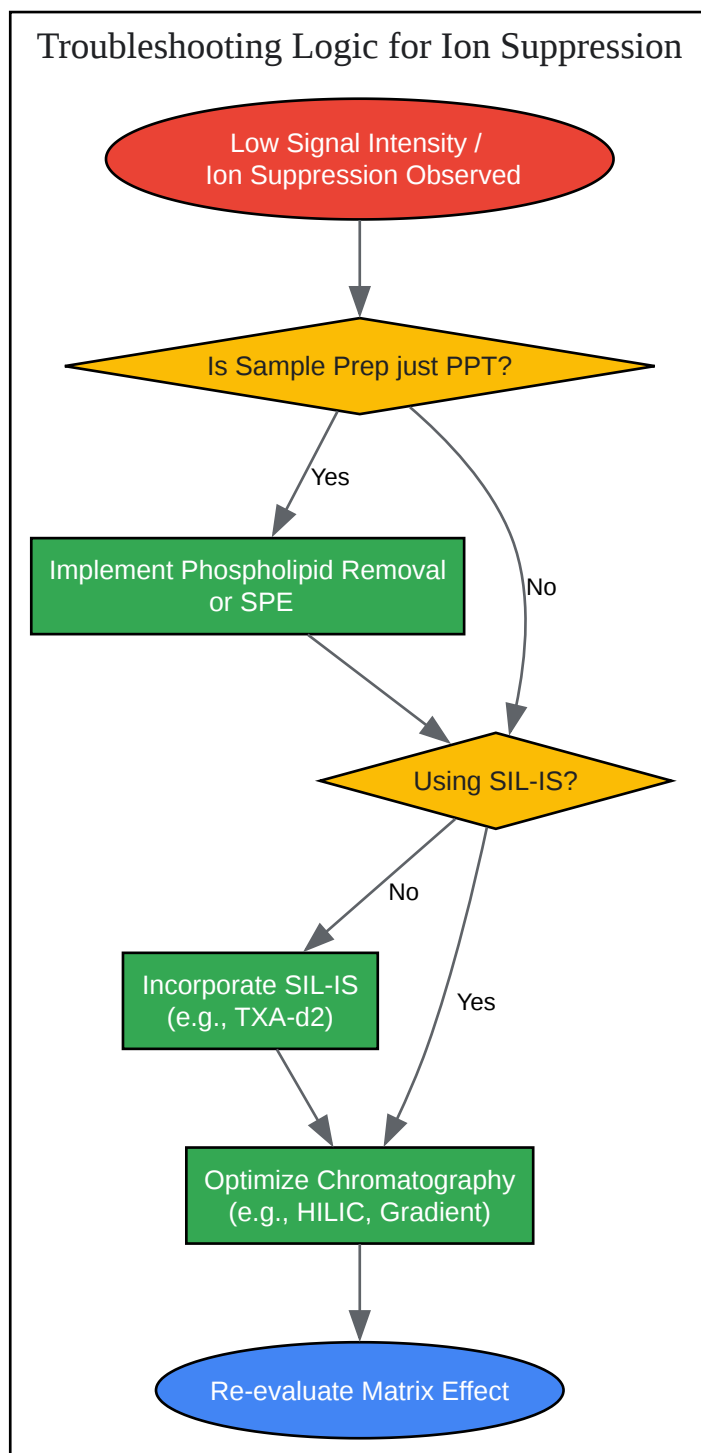 Troubleshooting Logic for Ion Suppression
Low Signal Intensity /
Ion Suppression Observed
Is Sample Prep just PPT?
Yes
Implement Phospholipid Removal
or SPE
No
Using SIL-IS?
No
Incorporate SIL-IS
(e.g., TXA-d2)
Yes
Optimize Chromatography
(e.g., HILIC, Gradient)
Re-evaluate Matrix Effect